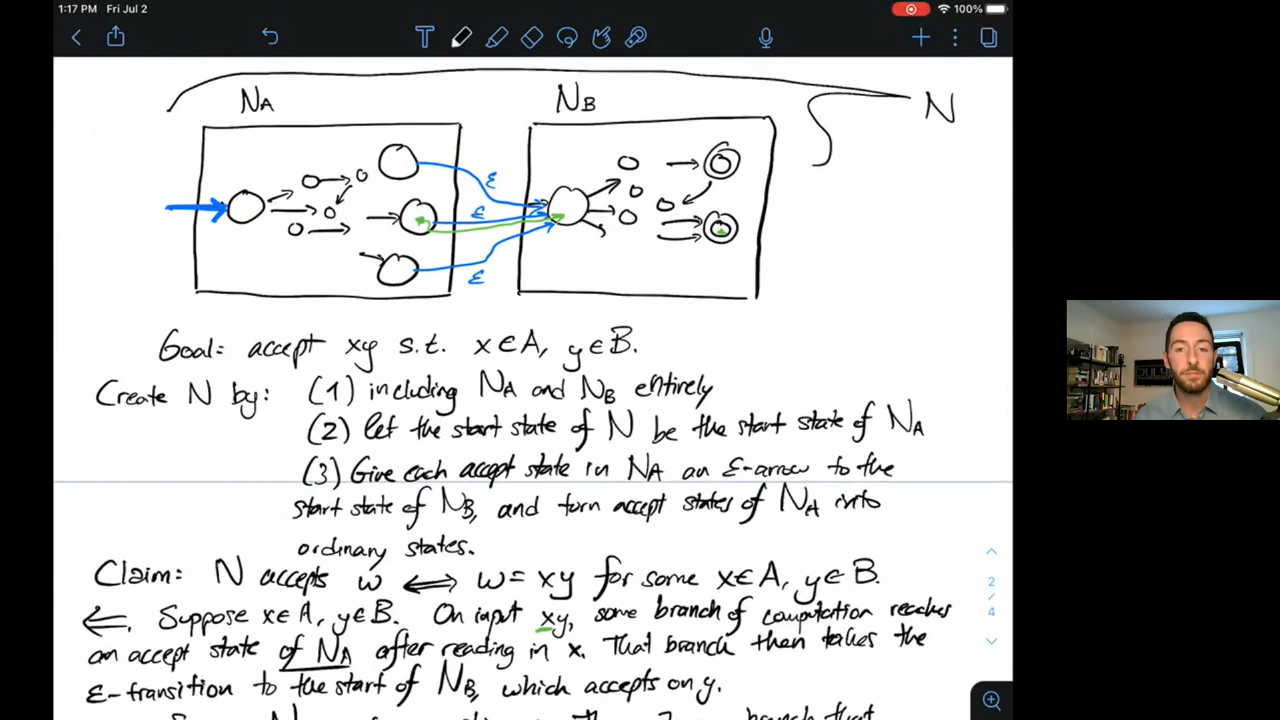 1:17 PM Fri Jul 2
100%
T
N
NA
NB
ε
ε
ε
Goal: accept xy s.t. x∈A, y∈B.
Create N by: (1) including NA and NB entirely
(2) let the start state of N be the start state of NA
(3) Give each accept state in NA an ε-arrow to the
start state of NB, and turn accept states of NA into
ordinary states.
Claim: N accepts w ⟺ w = xy for some x∈A, y∈B.
⇐. Suppose x∈A, y∈B. On input xy, some branch of computation reaches
an accept state of NA after reading in x. That branch then takes the
ε-transition to the start of NB, which accepts on y.
2
4
branch that